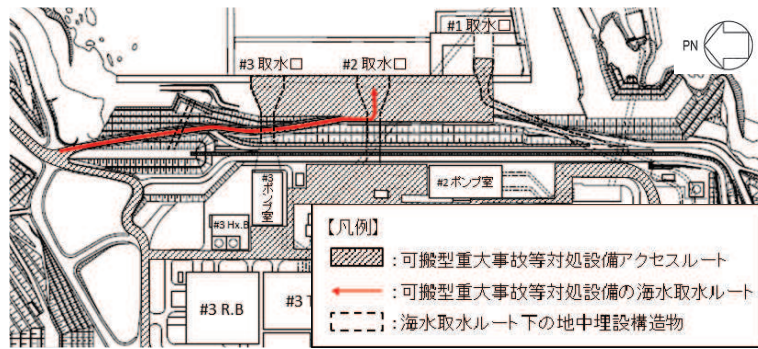 #1 取水口
PN
#3 取水口
#2 取水口
#3 ポンプ室
#2 ポンプ室
#3 Hx.B
【凡例】
:可搬型重大事故等対処設備アクセスルート
:可搬型重大事故等対処設備の海水取水ルート
:海水取水ルート下の地中埋設構造物
#3 R.B
#3 T